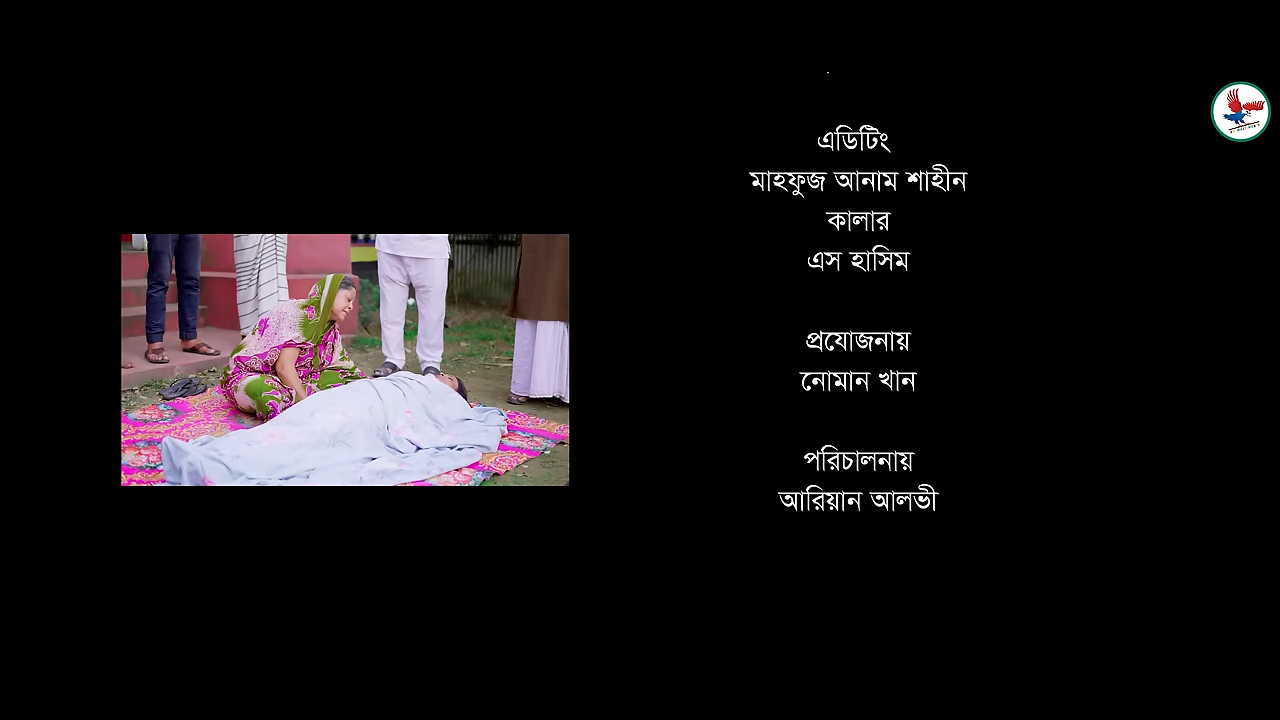 এডিটিং
মাহফুজ আনাম শাহীন
কালার
এস হাসিম
প্রযোজনায়
নোমান খান
পরিচালনায়
আরিয়ান আলভী